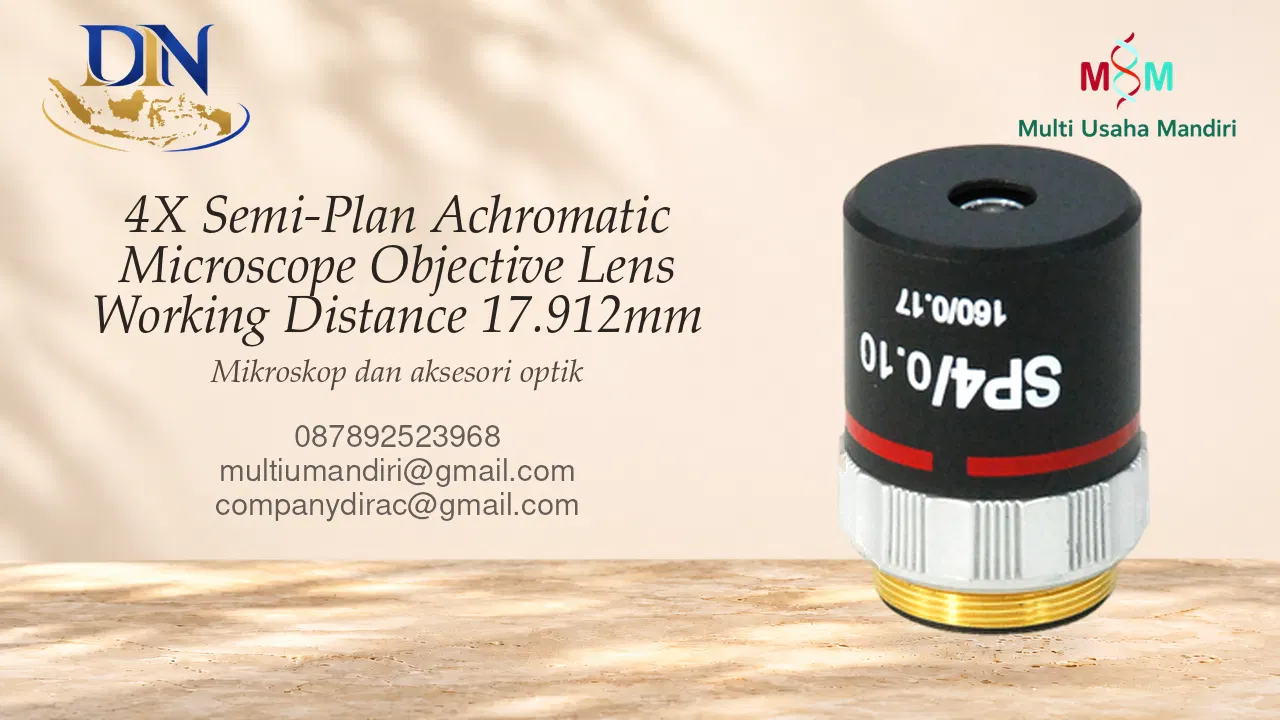 DIN
M M
Multi Usaha Mandiri
4X Semi-Plan Achromatic
Microscope Objective Lens
Working Distance 17.912mm
Mikroskop dan aksesori optik
087892523968
multiumandiri@gmail.com
companydirac@gmail.com
160/0.17
SP4/0.10